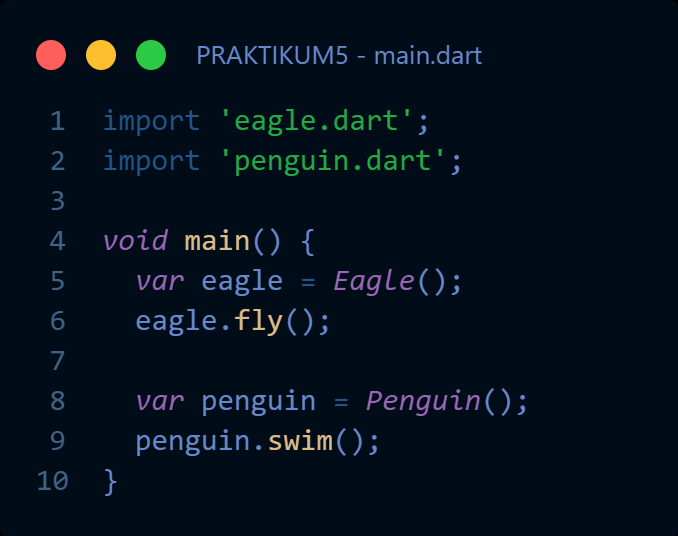 PRAKTIKUM5 - main.dart
1 import 'eagle.dart';
2 import 'penguin.dart';
3
4 void main() {
5   var eagle = Eagle();
6   eagle.fly();
7
8   var penguin = Penguin();
9   penguin.swim();
10 }